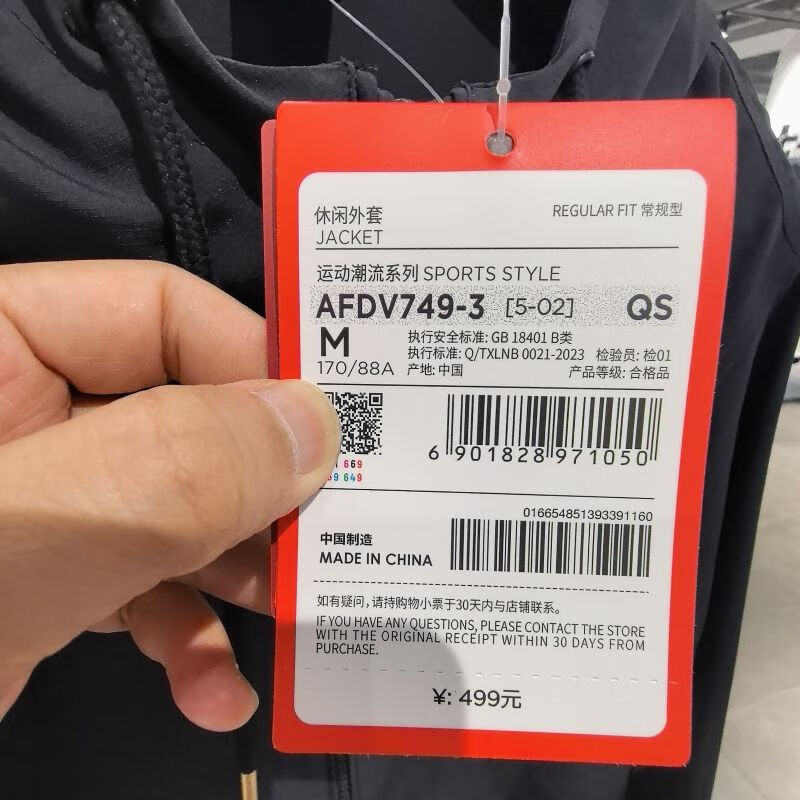 休闲外套
REGULAR FIT 常规型
JACKET
运动潮流系列 SPORTS STYLE
AFDV749-3 [5-02] QS
M
170/88A
执行安全标准: GB 18401 B类
执行标准: Q/TXLNB 0021-2023 检验员: 检01
产地: 中国 产品等级: 合格品
669
649
6 901828 971050
016654851393391160
中国制造
MADE IN CHINA
如有疑问,请持购物小票于30天内与店铺联系。
IF YOU HAVE ANY QUESTIONS, PLEASE CONTACT THE STORE
WITH THE ORIGINAL RECEIPT WITHIN 30 DAYS FROM
PURCHASE.
¥: 499元